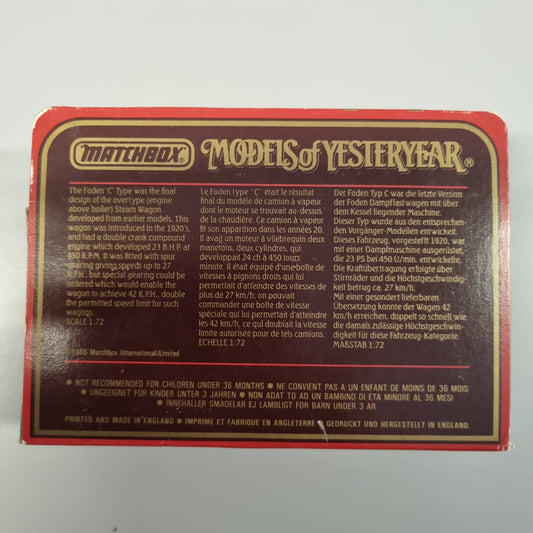 MATCHBOX®
MODELS of YESTERYEAR®
The Foden 'C' Type was the final
design of the overtype (engine
above boiler) Steam Wagon
developed from earlier models. This
wagon was introduced in the 1920's,
and had a double crank compound
engine which developed 23 B.H.P. at
450 R.P.M. It was fitted with spur
gearing giving speeds up to 27
K.P.H., but special gearing could be
ordered which would enable the
wagon to achieve 42 K.P.H., double
the permitted speed limit for such
wagons.
SCALE 1:72
©1986 Matchbox International/Limited
Le Foden type "C" était le résultat
final du modéle de camion à vapeur
dont le moteur se trouvait au-dessus
de la chaudière. Ce camion à vapeur
fit son apparition dans les années 20.
Il avait un moteur à vilebrequin deux
manetons, deux cylindres, qui
développait 24 ch à 450 tours
minute. Il était équipé d'une boîte de
vitesses à pignons droits qui lui
permettait d'atteindre des vitesses de
plus de 27 km/h; on pouvait
commander une boîte de vitesse
spéciale qui lui permettait d'atteindre
les 42 km/h, ce qui doublait la vitesse
limite autorisée pour de tels camions.
ECHELLE 1:72
Der Foden Typ C war die letzte Version
der Foden Dampflastwagen mit über
dem Kessel liegender Maschine.
Dieser Typ wurde aus den entsprechen-
den Vorgänger-Modellen entwickelt.
Dieses Fahrzeug, vorgestellt 1920, war
mit einer Dampfmaschine ausgerüstet,
die 23 PS bei 450 U/min. entwickelte.
Die Kraftübertragung erfolgte über
Stirnräder und die Höchstgeschwindig-
keit betrug ca. 27 km/h.
Mit einer gesondert lieferbaren
Übersetzung konnte der Wagen 42
km/h erreichen, doppelt so schnell wie
die damals zulässige Höchstgeschwin-
digkeit für diese Fahrzeug-Kategorie.
MAẞSTAB 1:72
● NOT RECOMMENDED FOR CHILDREN UNDER 36 MONTHS ● NE CONVIENT PAS A UN ENFANT DE MOINS DE 36 MOIS
● UNGEEIGNET FÜR KINDER UNTER 3 JAHREN ● NON ADAT TO AD UN BAMBINO DI ETA MINORE AL 36 MESI
● INNEHALLER SMADELAR EJ LAMBLIGT FOR BARN UNDER 3 AR
PRINTED AND MADE IN ENGLAND ● IMPRIME ET FABRIQUE EN ANGLETERRE ● GEDRUCKT UND HERGESTELLT IN ENGLAND.